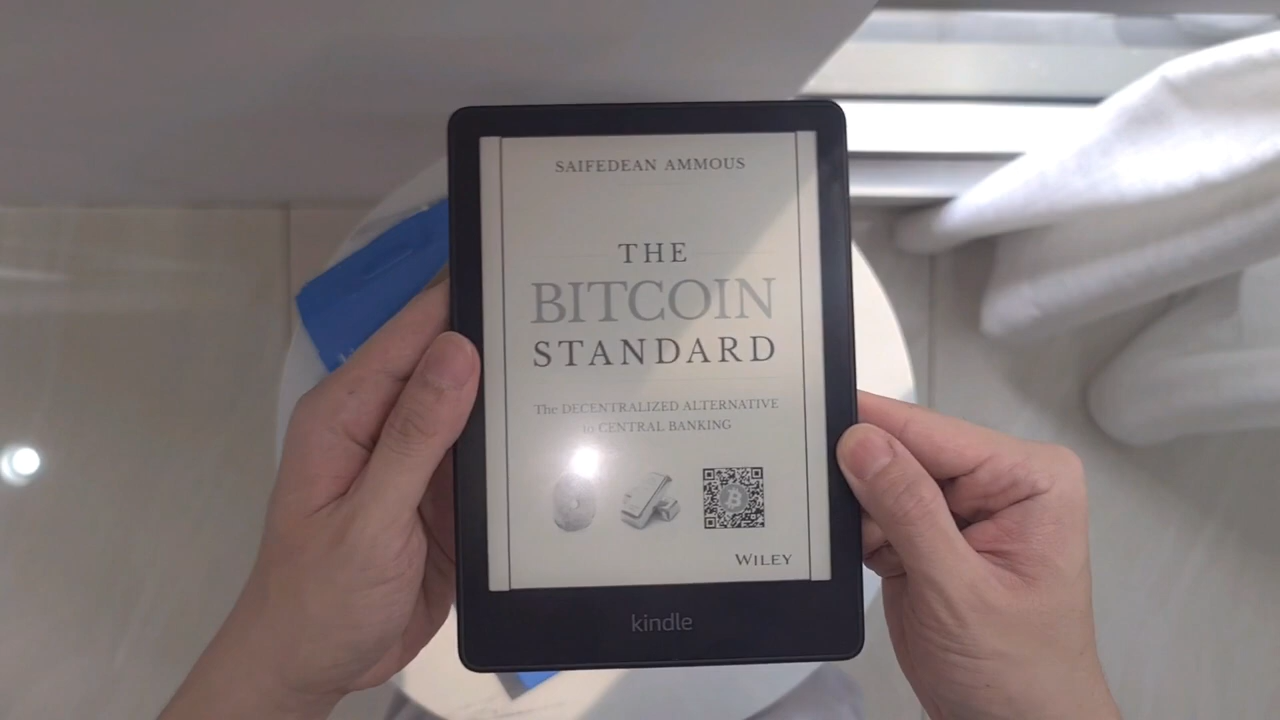 SAIFEDEAN AMMOUS
THE
BITCOIN
STANDARD
The DECENTRALIZED ALTERNATIVE
to CENTRAL BANKING
WILEY
kindle